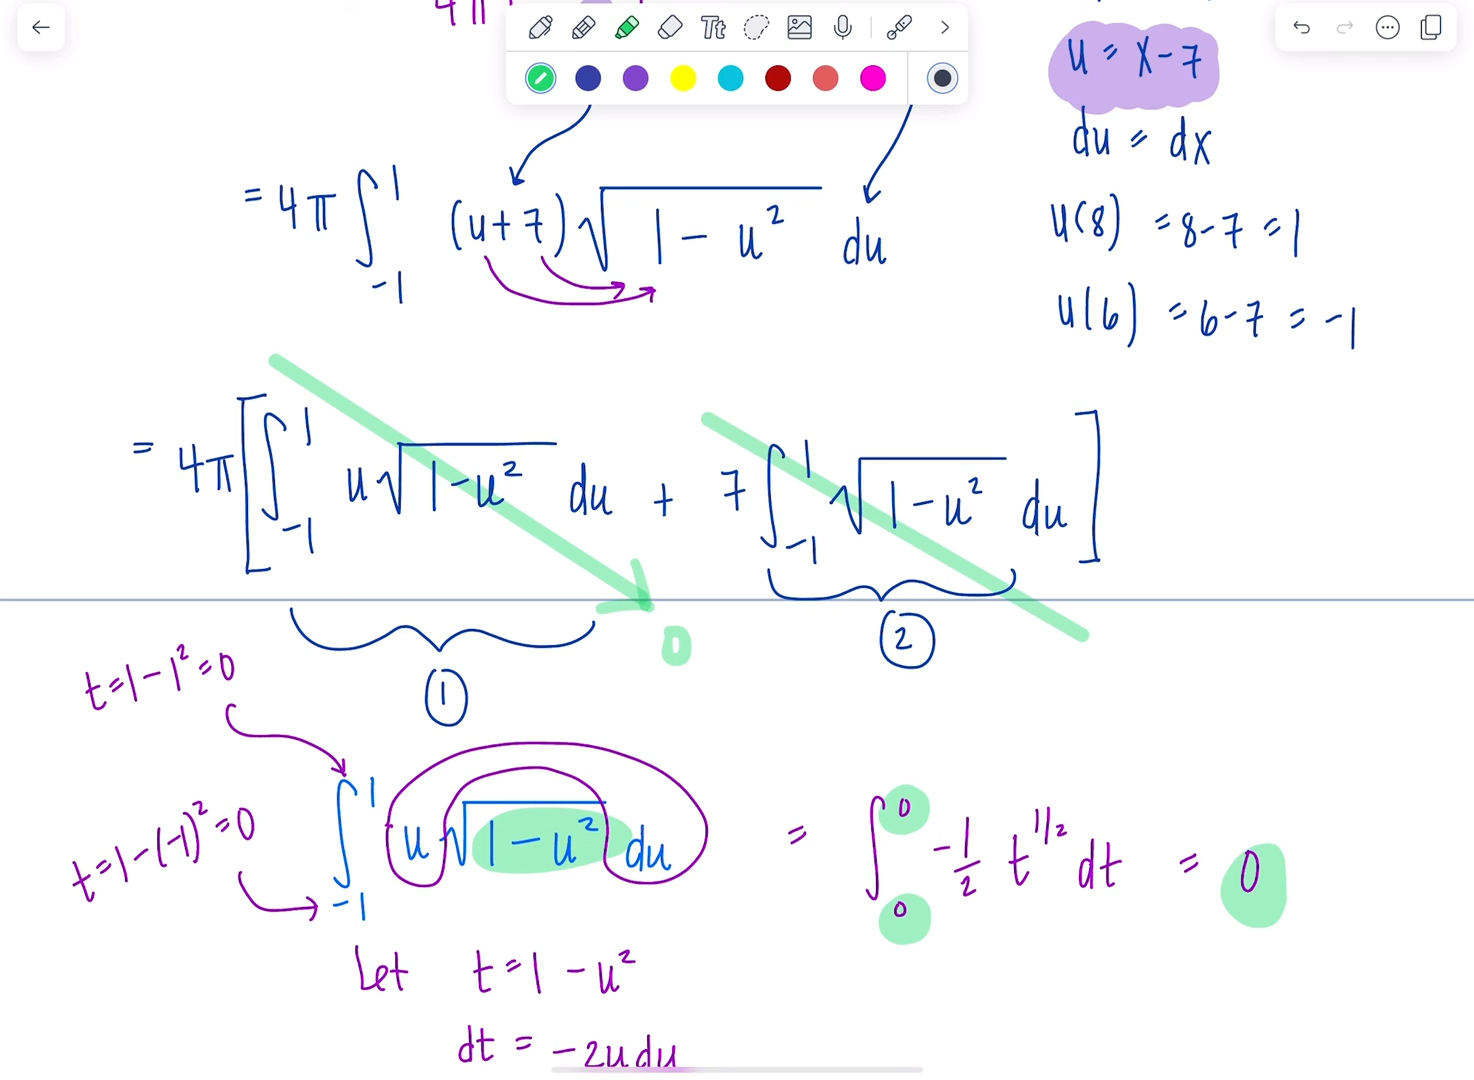 4π
Tt
u = x - 7
du = dx
= 4π ∫_{-1}^{1} (u+7) √(1 - u²) du
u(8) = 8-7 = 1
u(6) = 6-7 = -1
= 4π [ ∫_{-1}^{1} u √(1-u²) du + 7 ∫_{-1}^{1} √(1-u²) du ]
0
①
②
t=1-1²=0
t=1-(-1)²=0
∫_{-1}^{1} u √(1-u²) du = ∫_{0}^{0} -1/2 t^{1/2} dt = 0
Let t=1-u²
dt = -2u du